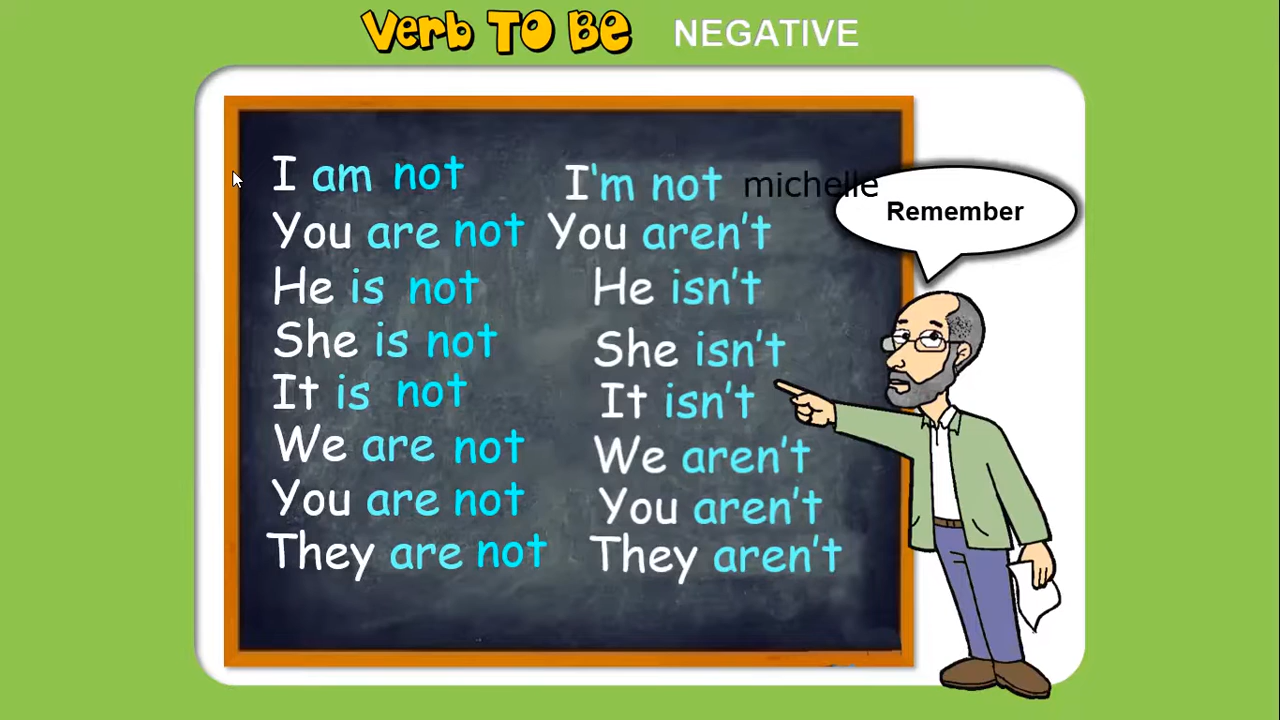 Verb TO Be NEGATIVE
I am not I'm not michelle
Remember
You are not You aren't
He is not He isn't
She is not She isn't
It is not It isn't
We are not We aren't
You are not You aren't
They are not They aren't